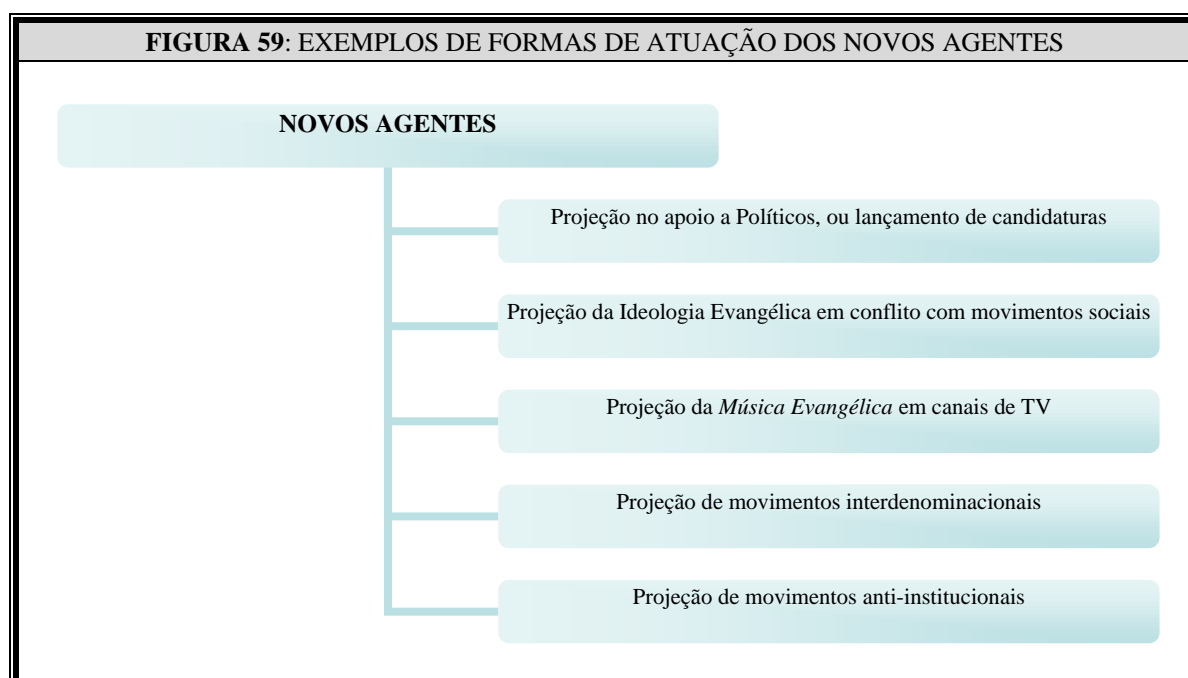 FIGURA 59: EXEMPLOS DE FORMAS DE ATUAÇÃO DOS NOVOS AGENTES
NOVOS AGENTES
Projeção no apoio a Políticos, ou lançamento de candidaturas
Projeção da Ideologia Evangélica em conflito com movimentos sociais
Projeção da Música Evangélica em canais de TV
Projeção de movimentos interdenominacionais
Projeção de movimentos anti-institucionais